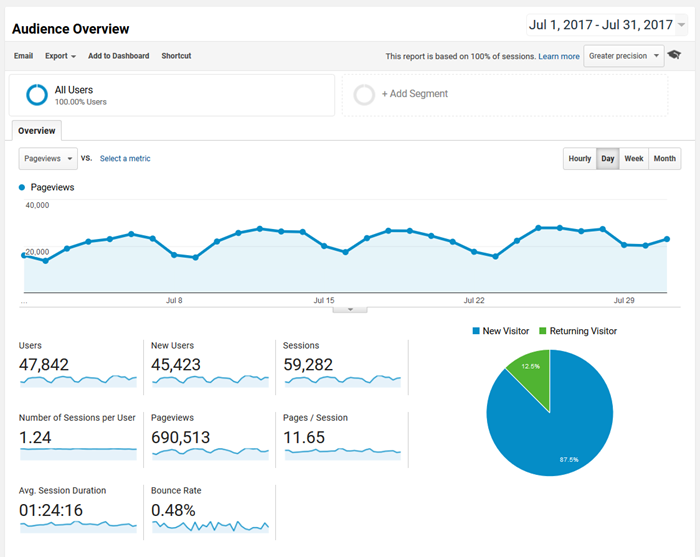 Audience Overview
Jul 1, 2017 - Jul 31, 2017
Email Export Add to Dashboard Shortcut
This report is based on 100% of sessions. Learn more Greater precision
All Users
100.00% Users
+ Add Segment
Overview
Pageviews VS. Select a metric
Hourly Day Week Month
Pageviews
40,000
20,000
... Jul 8 Jul 15 Jul 22 Jul 29
New Visitor Returning Visitor
Users New Users Sessions
47,842 45,423 59,282
12.5%
87.5%
Number of Sessions per User Pageviews Pages / Session
1.24 690,513 11.65
Avg. Session Duration Bounce Rate
01:24:16 0.48%